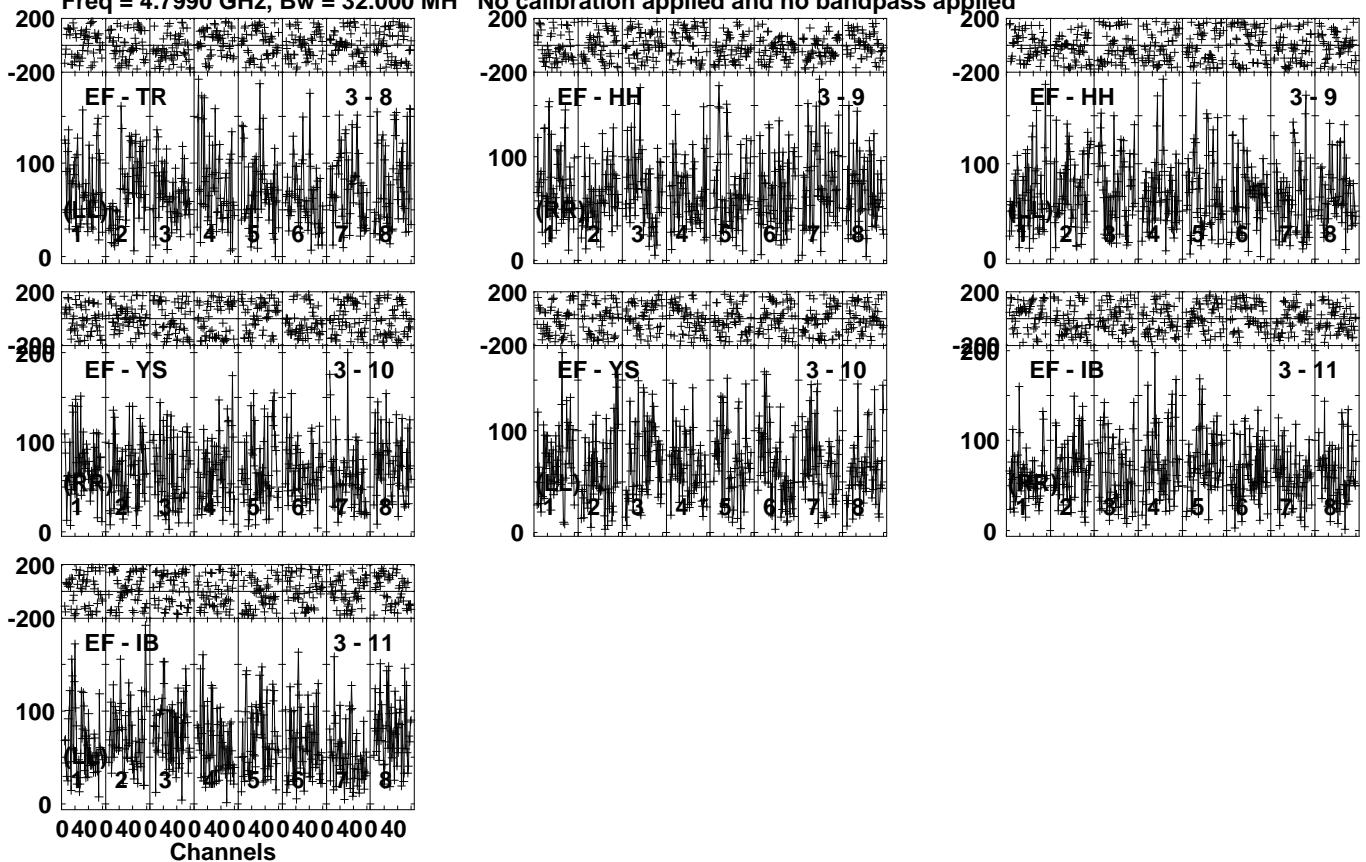 Freq = 4.7990 GHz, Bw = 32.000 MH No calibration applied and no bandpass applied
200 200 200
-200 -200 -200
EF - TR 3 - 8 EF - HH 3 - 9 EF - HH 3 - 9
100 100 100
(LL) (RR) (LL)
1 2 3 4 5 6 7 8 1 2 3 4 5 6 7 8 1 2 3 4 5 6 7 8
0 0 0
200 200 200
-200 -200 -200
200 200
EF - YS 3 - 10 EF - YS 3 - 10 EF - IB 3 - 11
100 100 100
(RR) (LL) (RR)
1 2 3 4 5 6 7 8 1 2 3 4 5 6 7 8 1 2 3 4 5 6 7 8
0 0 0
200
-200
EF - IB 3 - 11
100
(LL)
1 2 3 4 5 6 7 8
0
0 40 0 40 0 40 0 40 0 40 0 40 0 40 0 40
Channels